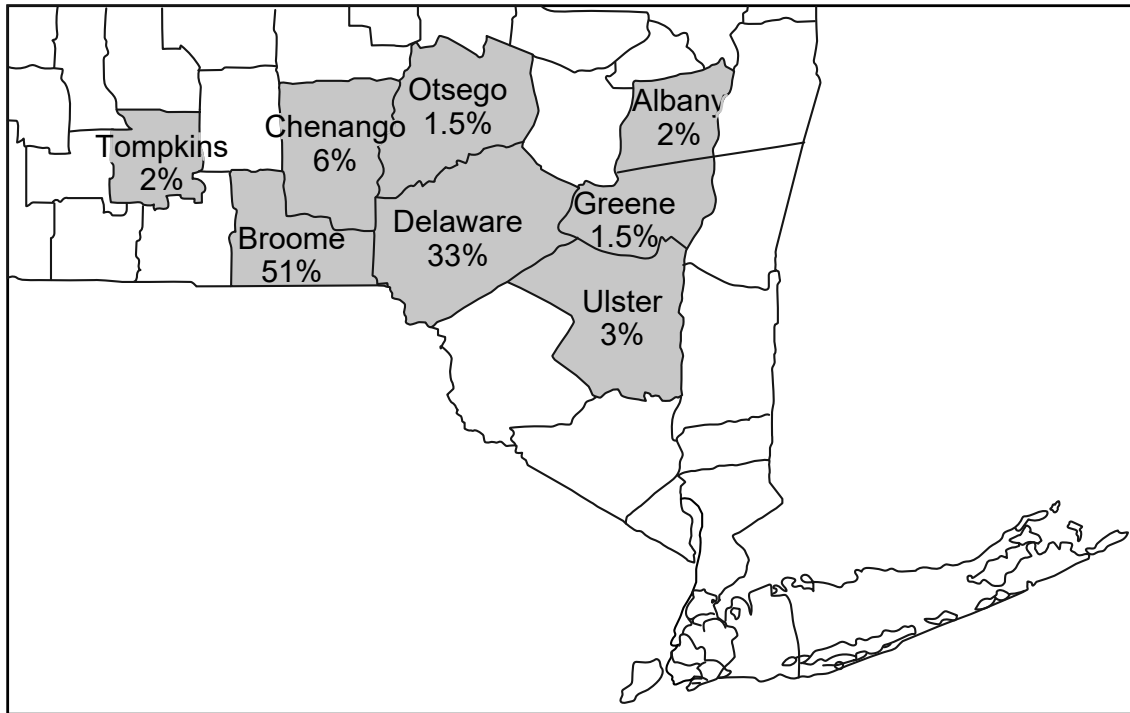 Otsego
1.5%
Albany
2%
Chenango
6%
Tompkins
2%
Greene
1.5%
Delaware
33%
Broome
51%
Ulster
3%